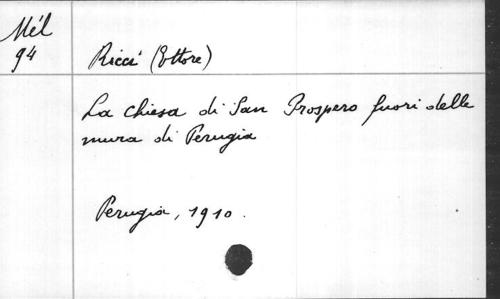 Mél
94
Ricci (Ettore)
La chiesa di San Prospero fuori delle
mura di Perugia
Perugia, 1910.